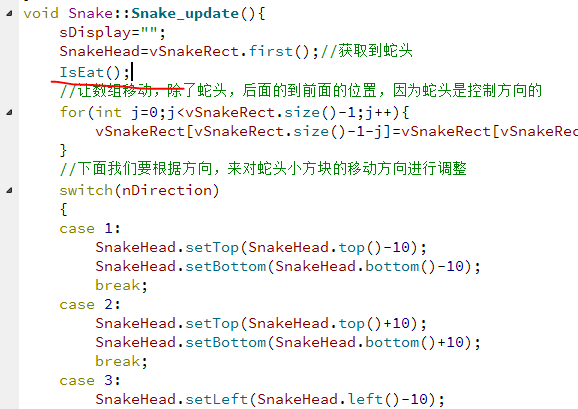 void Snake::Snake_update(){
sDisplay="";
SnakeHead=vSnakeRect.first();//获取到蛇头
IsEat();
//让数组移动，除了蛇头，后面的到前面的位置，因为蛇头是控制方向的
for(int j=0;j<vSnakeRect.size()-1;j++){
vSnakeRect[vSnakeRect.size()-1-j]=vSnakeRect[vSnakeRec
}
//下面我们要根据方向，来对蛇头小方块的移动方向进行调整
switch(nDirection)
{
case 1:
SnakeHead.setTop(SnakeHead.top()-10);
SnakeHead.setBottom(SnakeHead.bottom()-10);
break;
case 2:
SnakeHead.setTop(SnakeHead.top()+10);
SnakeHead.setBottom(SnakeHead.bottom()+10);
break;
case 3:
SnakeHead.setLeft(SnakeHead.left()-10);